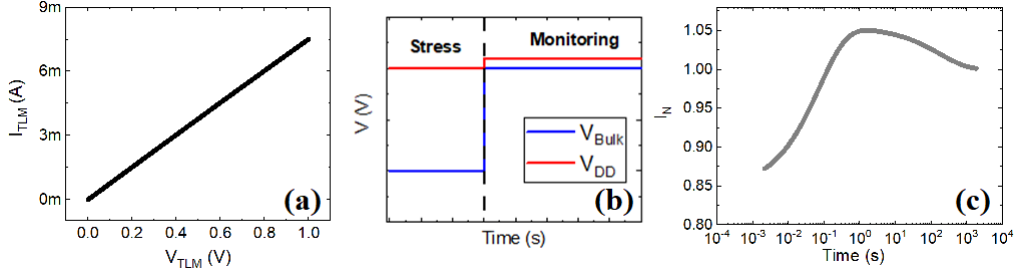 9m
6m
3m
0m
I_TLM (A)
0.0 0.2 0.4 0.6 0.8 1.0
V_TLM (V)
(a)
Stress Monitoring
V (V)
V_Bulk
V_DD
Time (s)
(b)
1.10
1.05
1.00
0.95
0.90
0.85
0.80
I_N
10^-4 10^-3 10^-2 10^-1 10^0 10^1 10^2 10^3 10^4
Time (s)
(c)